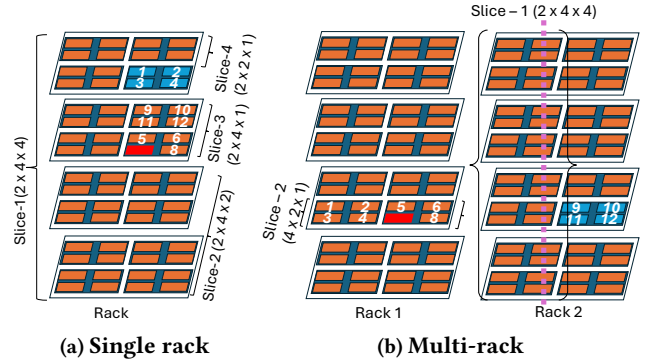 Slice – 1 (2 x 4 x 4)
Slice-4
(2 x 2 x 1)
1 2
3 4
Slice-3
(2 x 4 x 1)
9 10
11 12
5 6
8
Slice-1(2 x 4 x 4)
Slice-2 (2 x 4 x 2)
Rack
Slice – 2
(4 x 2 x 1)
1 2 5 6
3 4 8
9 10
11 12
Rack 1
Rack 2
(a) Single rack
(b) Multi-rack